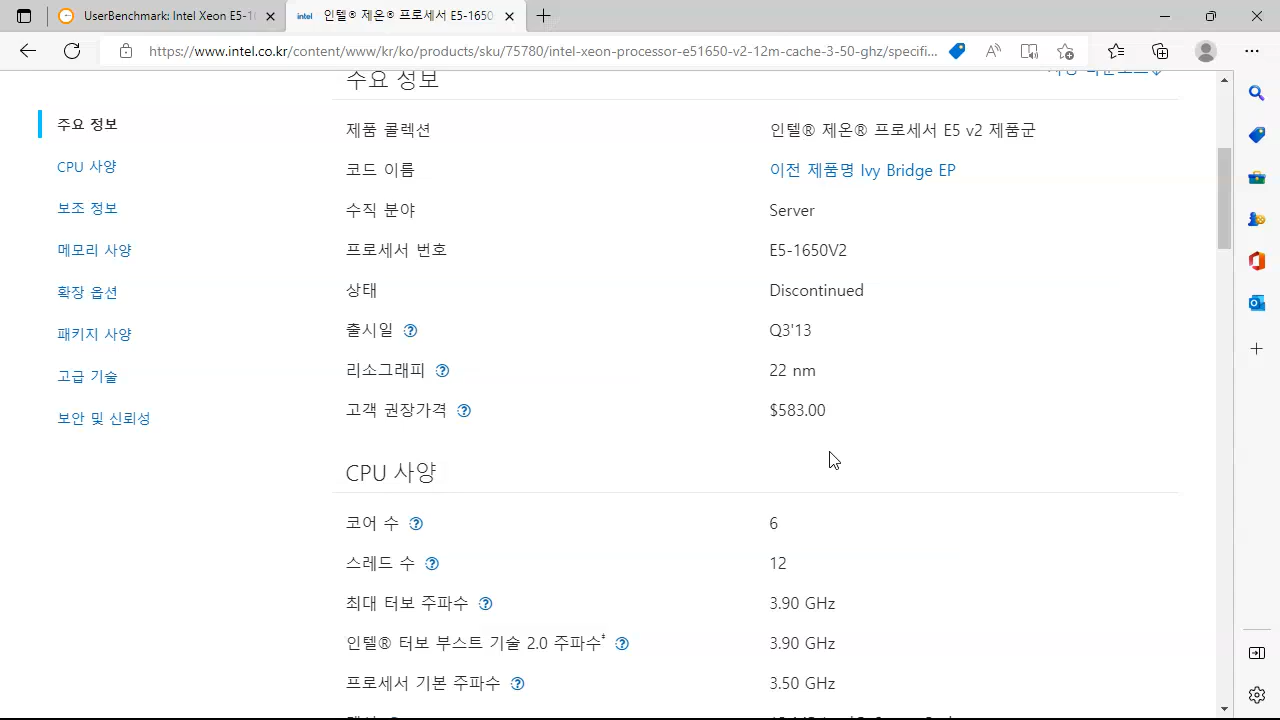 UserBenchmark: Intel Xeon E5-1
intel 인텔® 제온® 프로세서 E5-1650
https://www.intel.co.kr/content/www/kr/ko/products/sku/75780/intel-xeon-processor-e51650-v2-12m-cache-3-50-ghz/specifi...
주요 정보
주요 정보
CPU 사양
보조 정보
메모리 사양
확장 옵션
패키지 사양
고급 기술
보안 및 신뢰성
제품 콜렉션 인텔® 제온® 프로세서 E5 v2 제품군
코드 이름 이전 제품명 Ivy Bridge EP
수직 분야 Server
프로세서 번호 E5-1650V2
상태 Discontinued
출시일 Q3'13
리소그래피 22 nm
고객 권장가격 $583.00
CPU 사양
코어 수 6
스레드 수 12
최대 터보 주파수 3.90 GHz
인텔® 터보 부스트 기술 2.0 주파수‡ 3.90 GHz
프로세서 기본 주파수 3.50 GHz